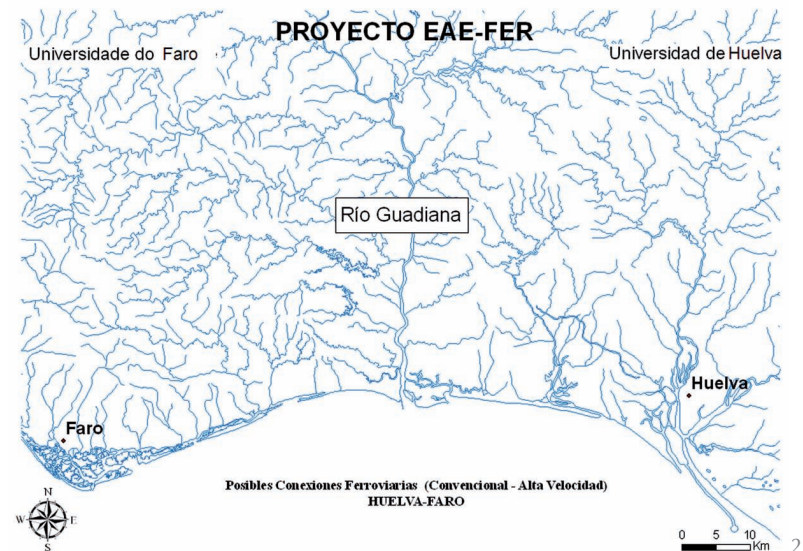 PROYECTO EAE-FER
Universidade do Faro
Universidad de Huelva
Río Guadiana
Huelva
Faro
Posibles Conexiones Ferroviarias (Convencional - Alta Velocidad)
HUELVA-FARO
N
W E
S
0 5 10
Km
2